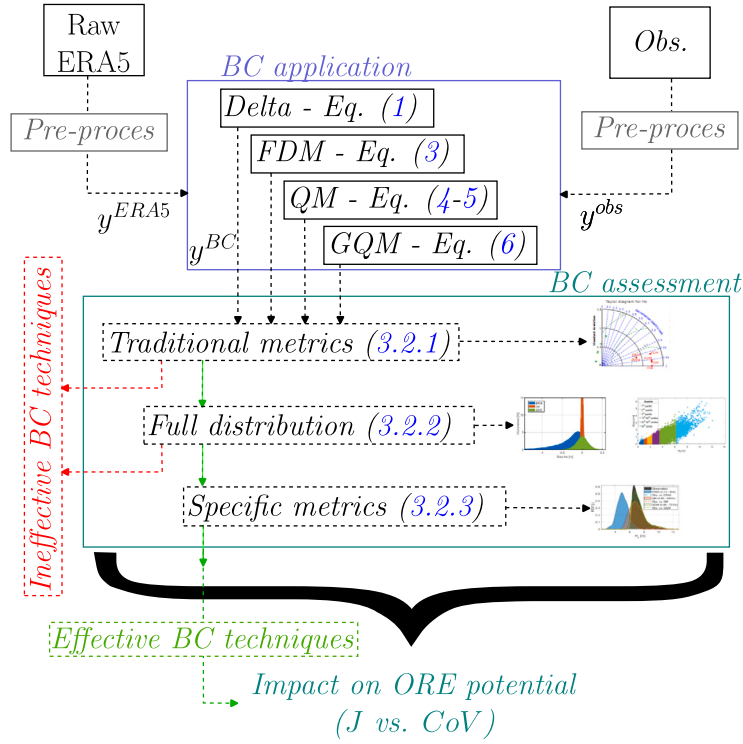 Raw
ERA5
Obs.
BC application
Pre-proces
Pre-proces
Delta - Eq. (1)
FDM - Eq. (3)
QM - Eq. (4-5)
GQM - Eq. (6)
y^ERA5
y^obs
y^BC
BC assessment
Ineffective BC techniques
Traditional metrics (3.2.1)
Full distribution (3.2.2)
Specific metrics (3.2.3)
Effective BC techniques
Impact on ORE potential
(J vs. CoV)